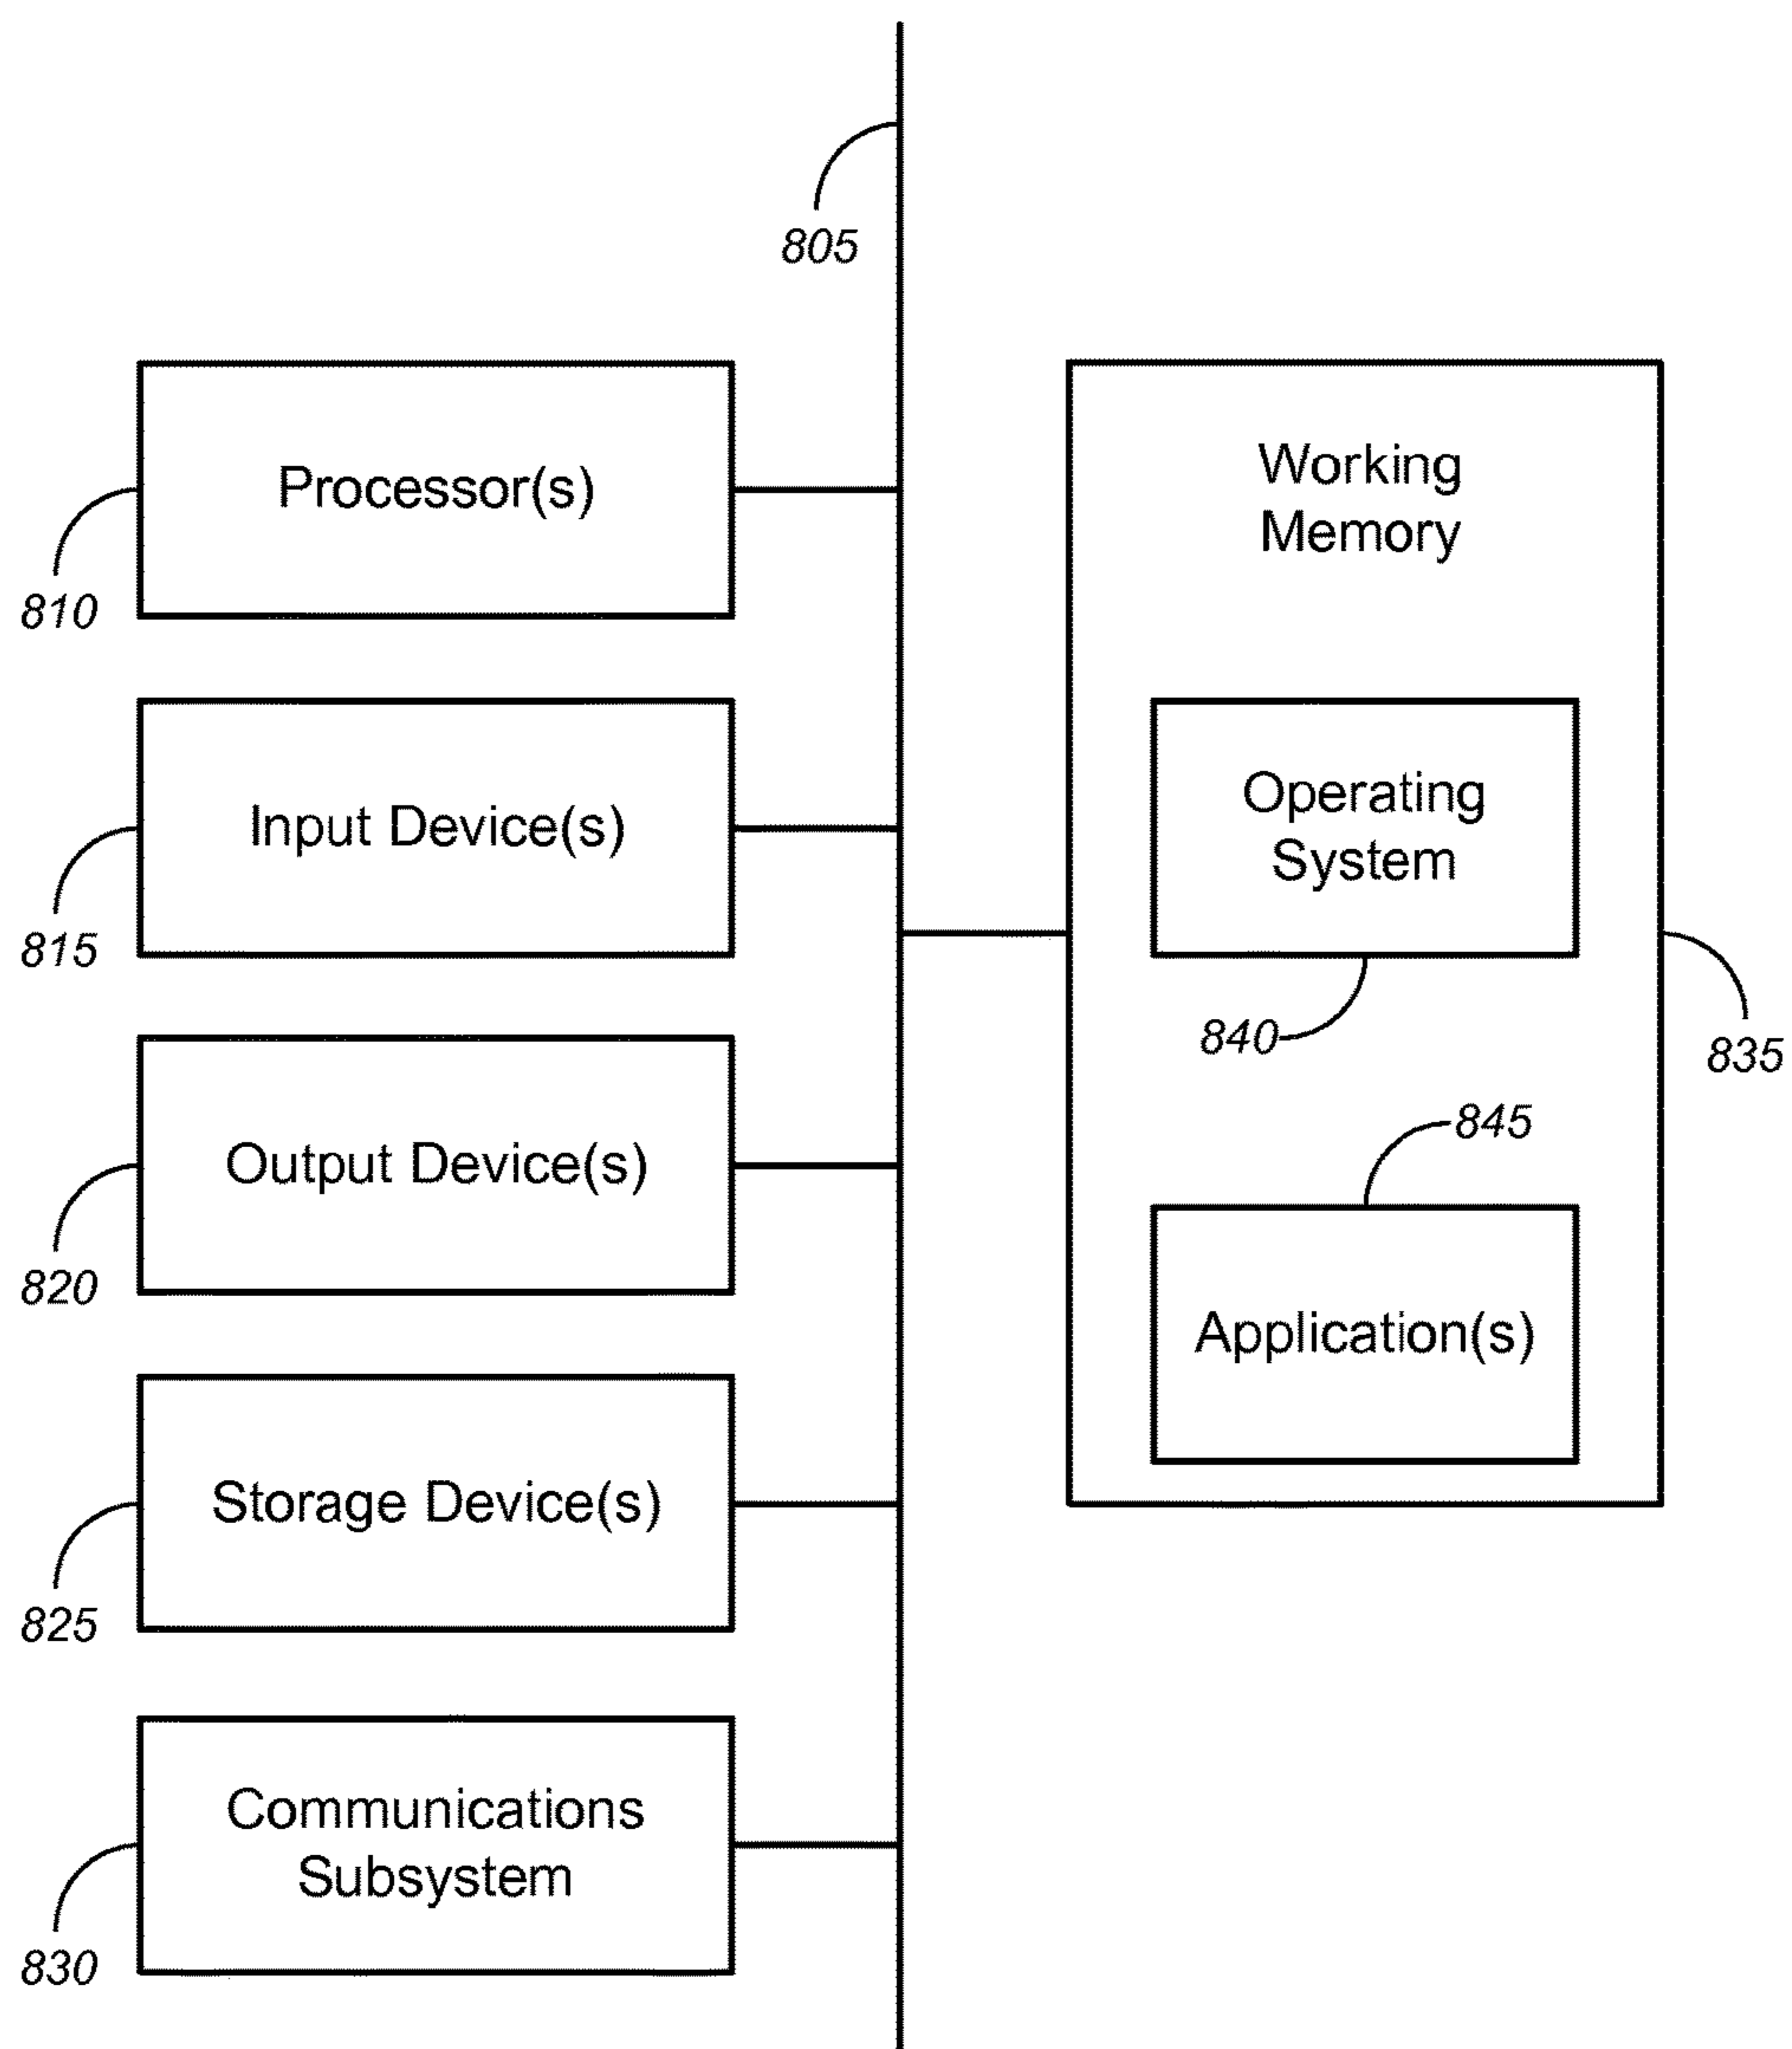 805
Processor(s)
810
Input Device(s)
815
Output Device(s)
820
Storage Device(s)
825
Communications
Subsystem
830
Working
Memory
Operating
System
840
835
845
Application(s)